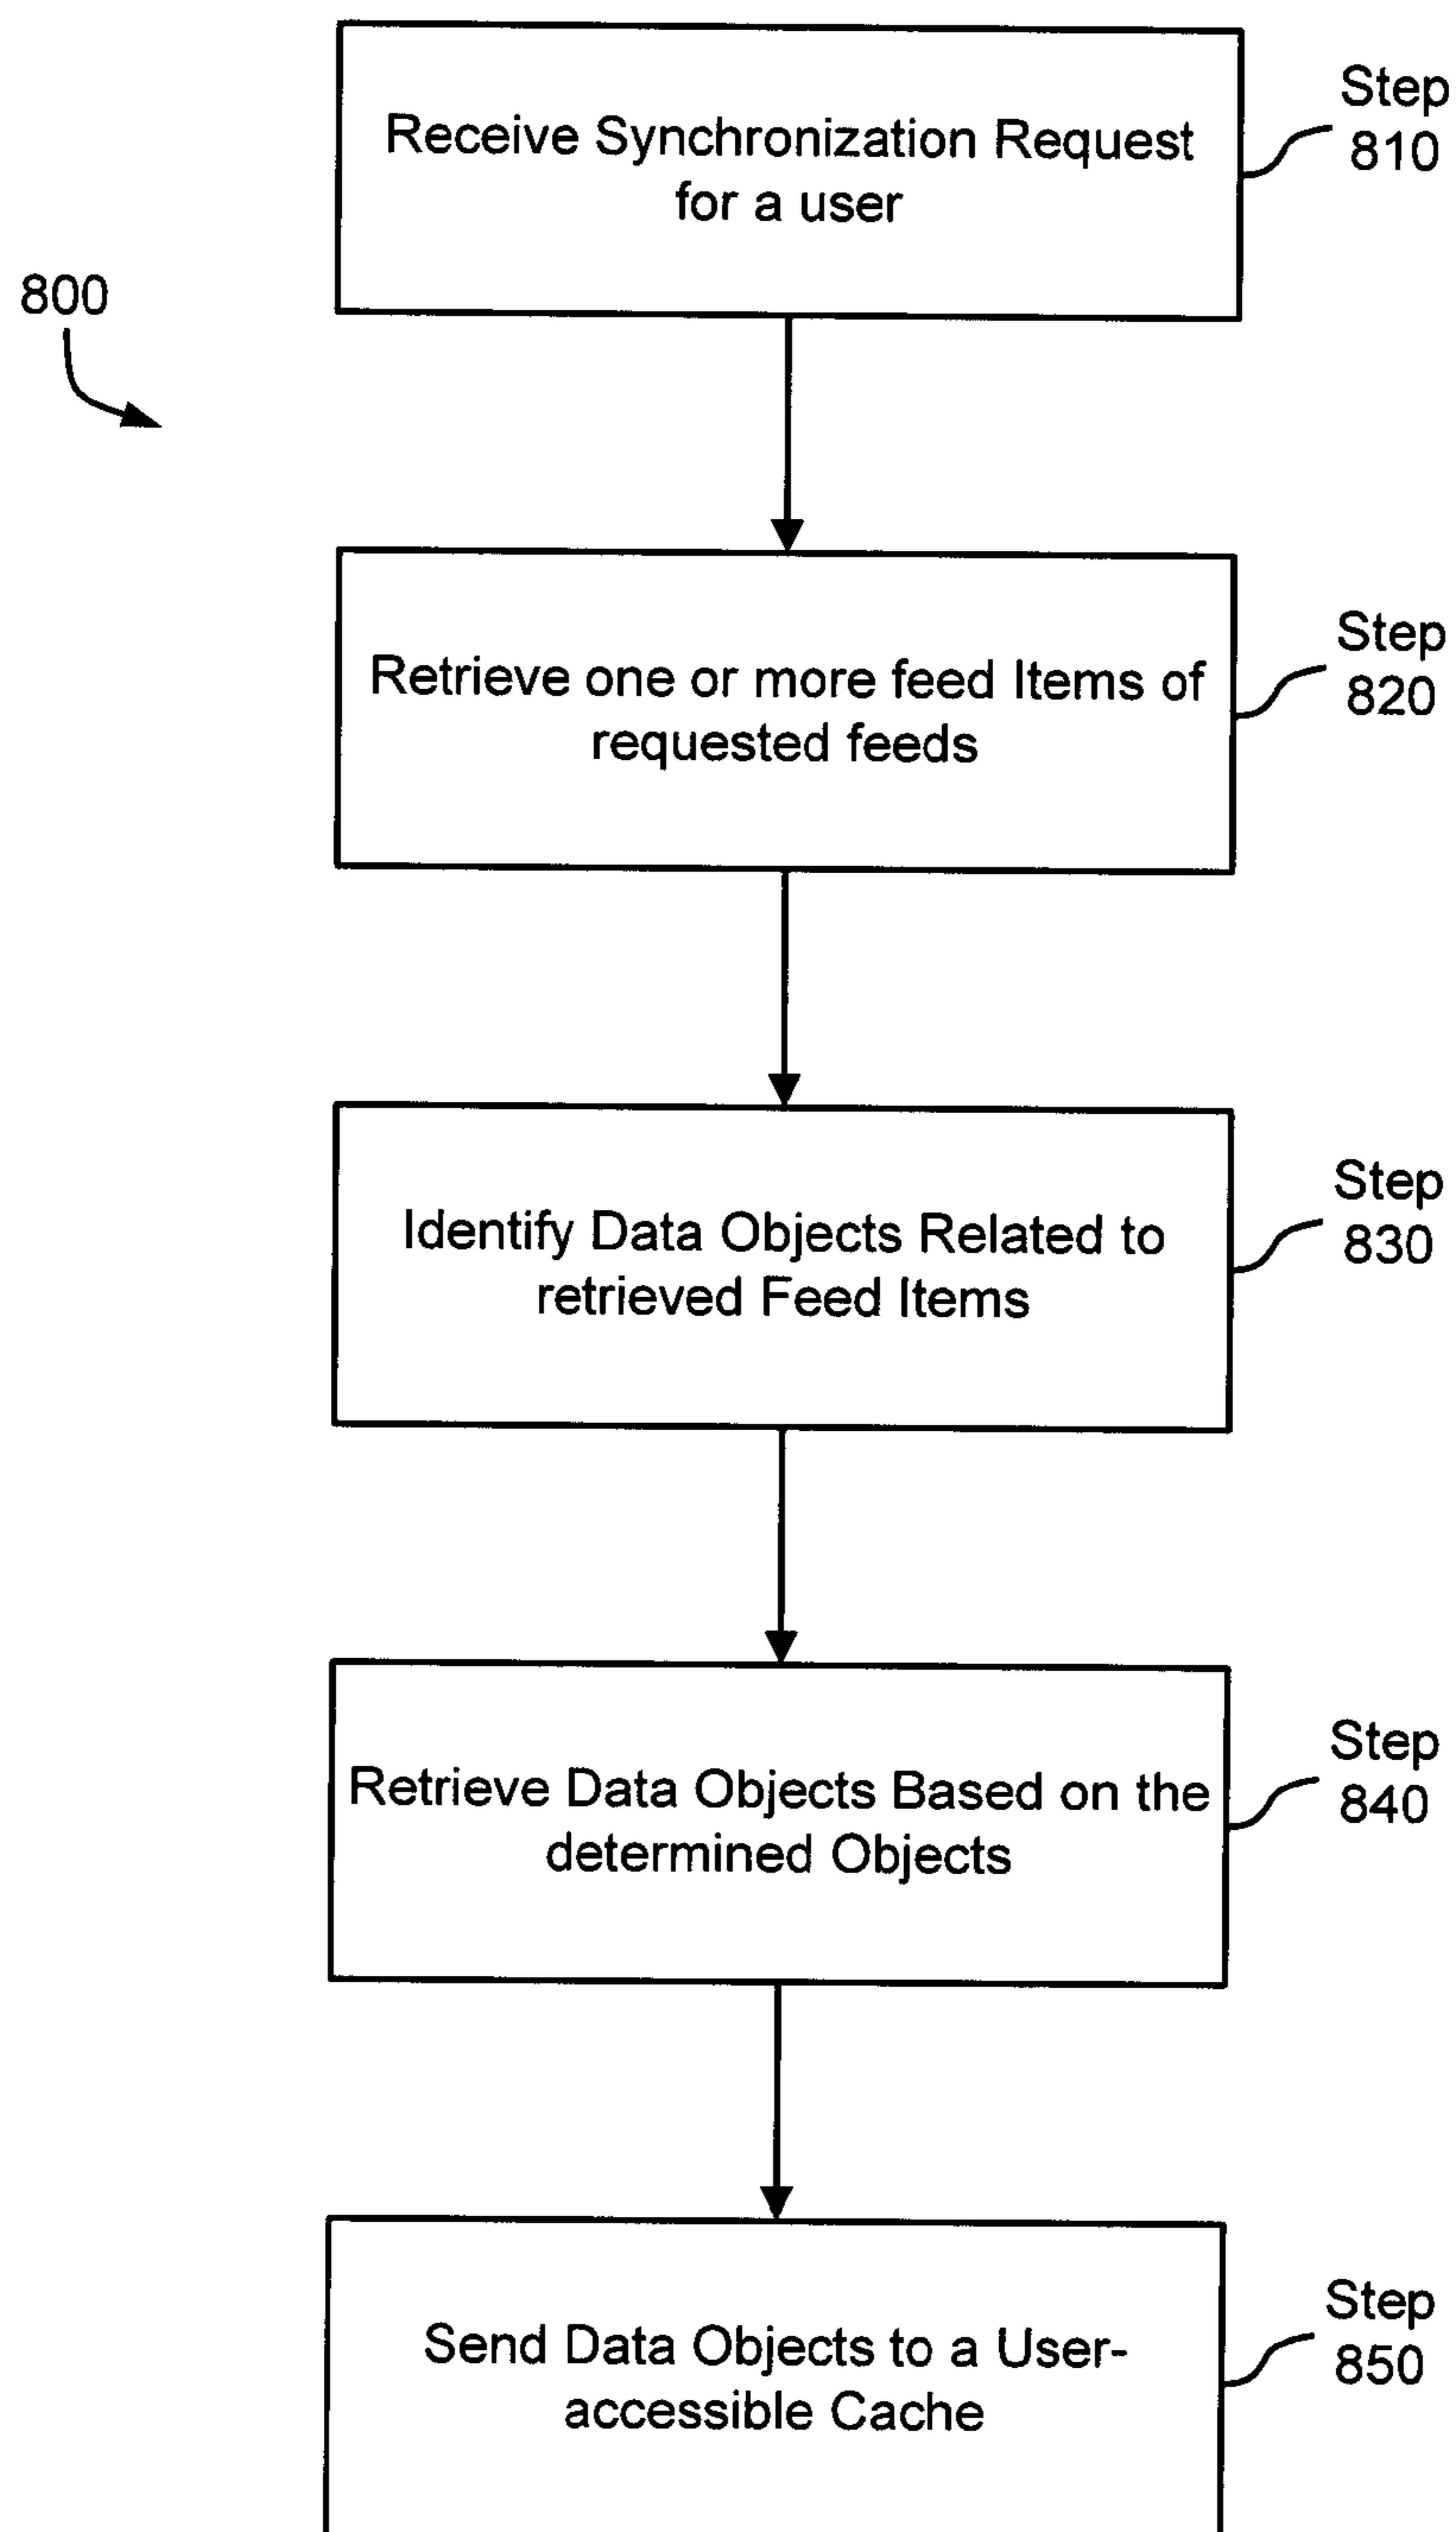 Receive Synchronization Request
for a user
Step
810
800
Retrieve one or more feed Items of
requested feeds
Step
820
Identify Data Objects Related to
retrieved Feed Items
Step
830
Retrieve Data Objects Based on the
determined Objects
Step
840
Send Data Objects to a User-
accessible Cache
Step
850